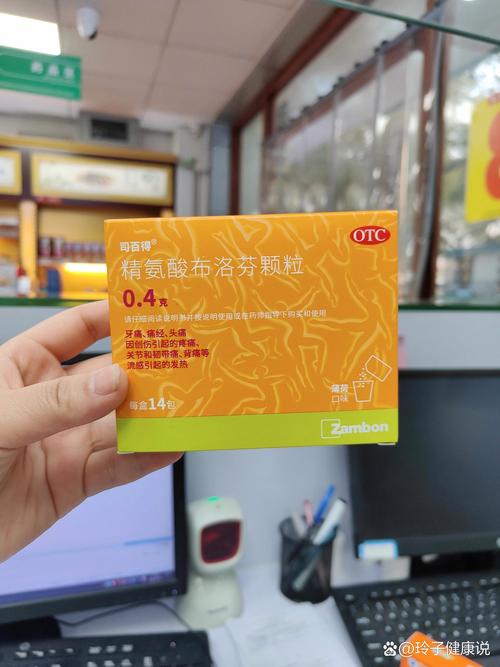 司百得®
OTC
精氨酸布洛芬颗粒
0.4克
请仔细阅读说明书并按说明使用或在药师指导下购买和使用
牙痛、痛经、头痛
因创伤引起的疼痛、
关节和韧带痛、背痛等
流感引起的发热
薄荷
口味
每盒14包
Zambon
@玲子健康说